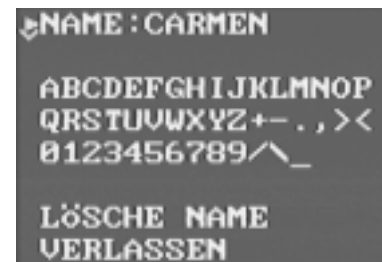 NAME:CARMEN
ABCDEFGHIJKLMNOP
QRSTUVWXYZ+-.,><
0123456789/\_
LÖSCHE NAME
VERLASSEN